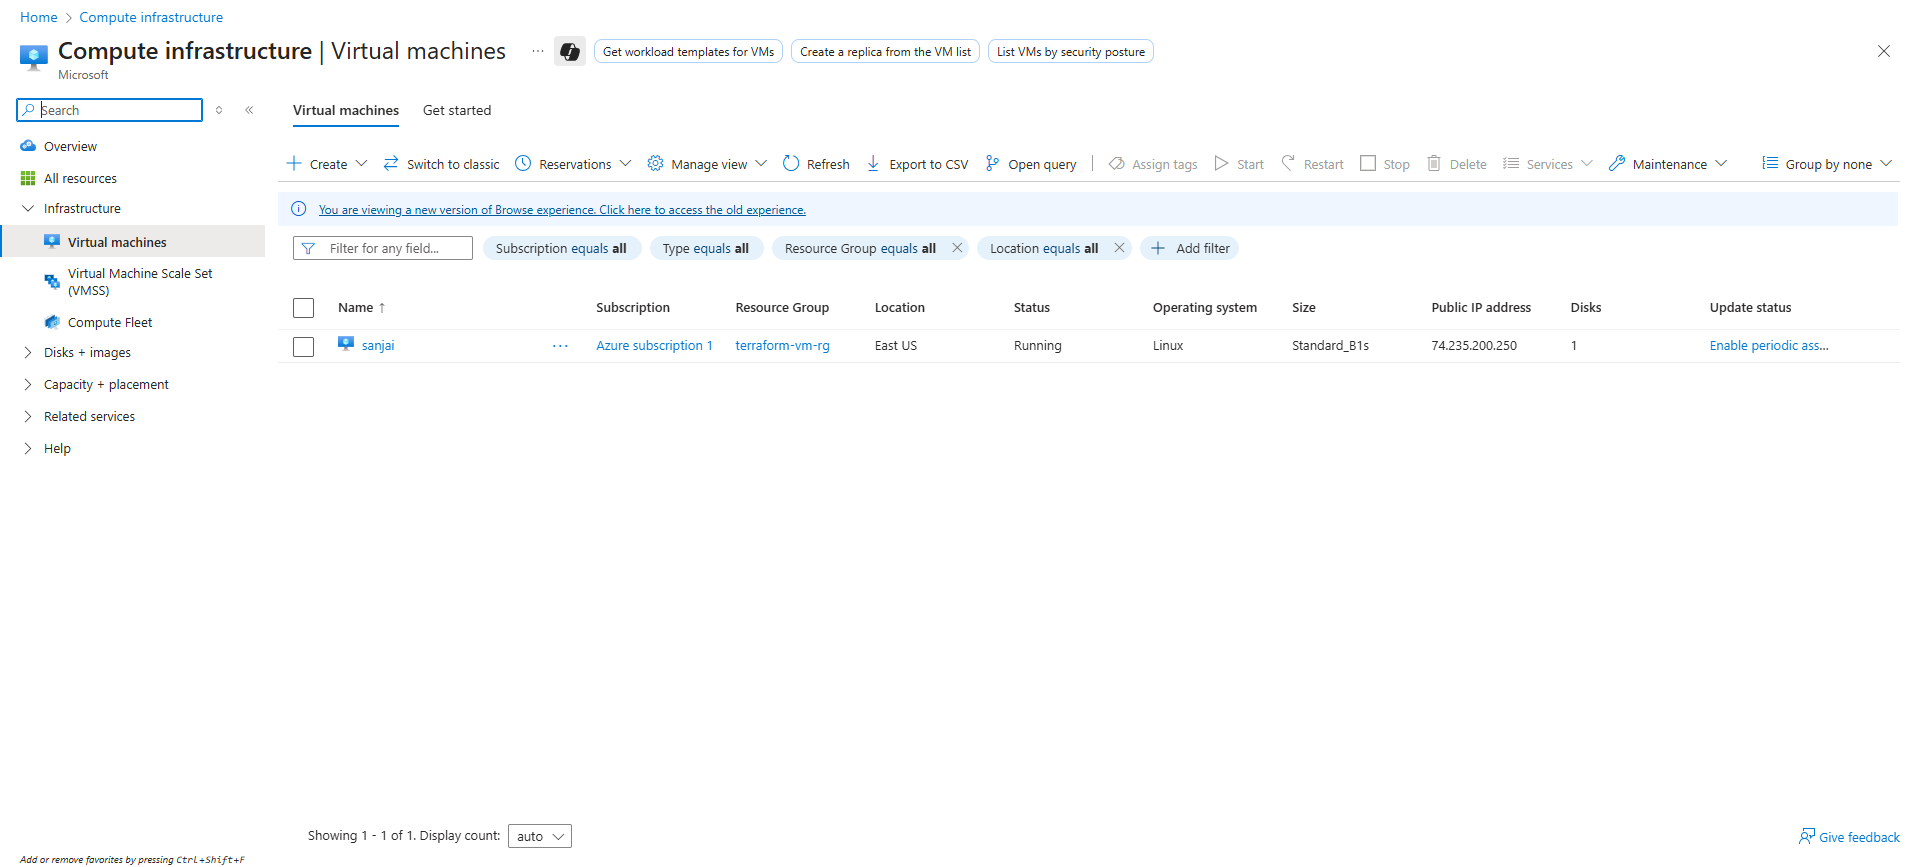 Home > Compute infrastructure
Compute infrastructure | Virtual machines
Microsoft
Get workload templates for VMs
Create a replica from the VM list
List VMs by security posture
Search
Overview
All resources
Infrastructure
Virtual machines
Virtual Machine Scale Set
(VMSS)
Compute Fleet
Disks + images
Capacity + placement
Related services
Help
Virtual machines Get started
Create Switch to classic Reservations Manage view Refresh Export to CSV Open query Assign tags Start Restart Stop Delete Services Maintenance Group by none
You are viewing a new version of Browse experience. Click here to access the old experience.
Filter for any field... Subscription equals all Type equals all Resource Group equals all Location equals all Add filter
Name ↑ Subscription Resource Group Location Status Operating system Size Public IP address Disks Update status
sanjai ... Azure subscription 1 terraform-vm-rg East US Running Linux Standard_B1s 74.235.200.250 1 Enable periodic ass...
Showing 1 - 1 of 1. Display count: auto
Give feedback
Add or remove favorites by pressing Ctrl+Shift+F